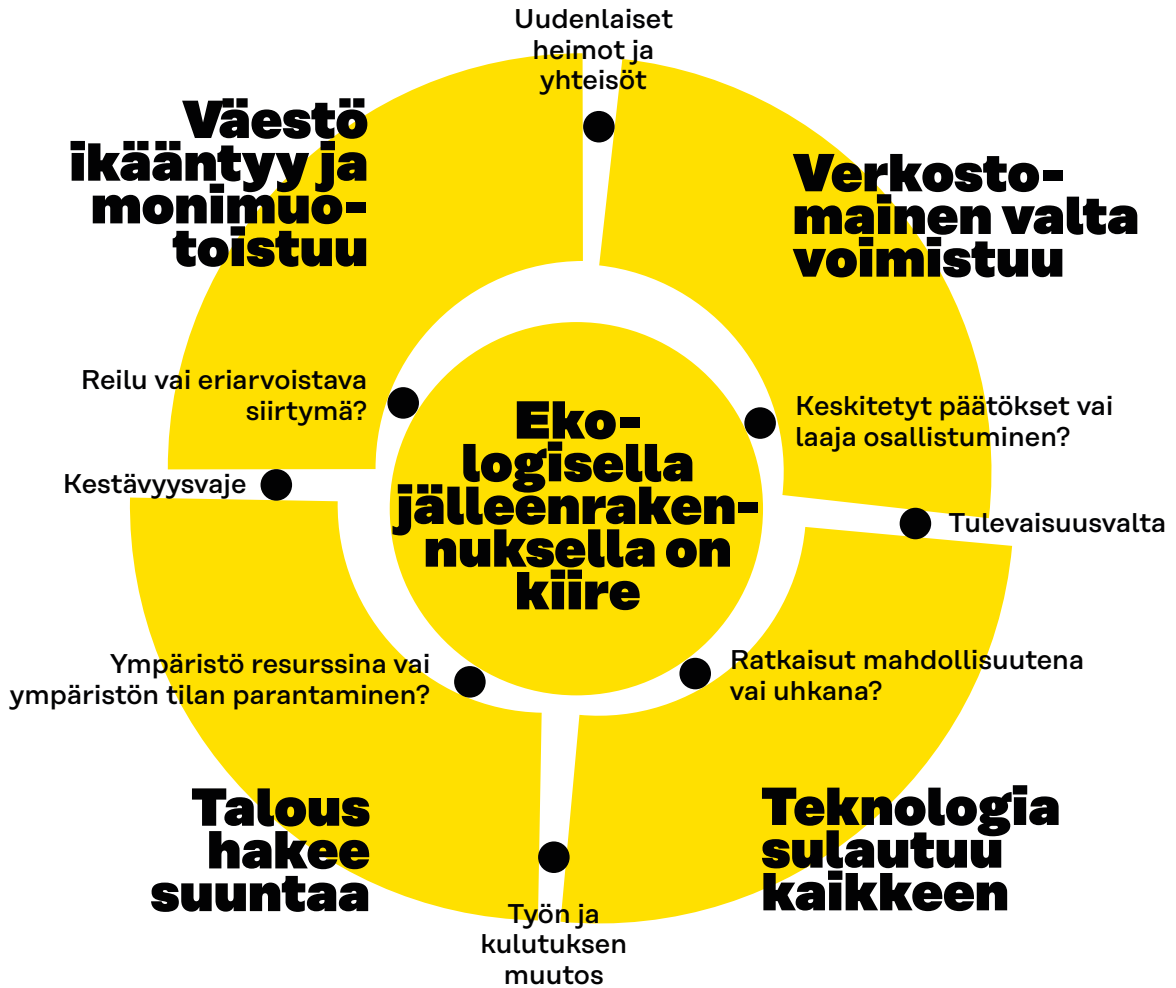 Uudenlaiset
heimot ja
yhteisöt
Väestö
ikääntyy ja
monimuo-
toistuu
Verkosto-
mainen valta
voimistuu
Reilu vai eriarvoistava
siirtymä?
Keskitetyt päätökset vai
laaja osallistuminen?
Eko-
logisella
jälleenraken-
nuksella on
kiire
Kestävyysvaje
Tulevaisuusvalta
Ympäristö resurssina vai
ympäristön tilan parantaminen?
Ratkaisut mahdollisuutena
vai uhkana?
Talous
hakee
suuntaa
Teknologia
sulautuu
kaikkeen
Työn ja
kulutuksen
muutos